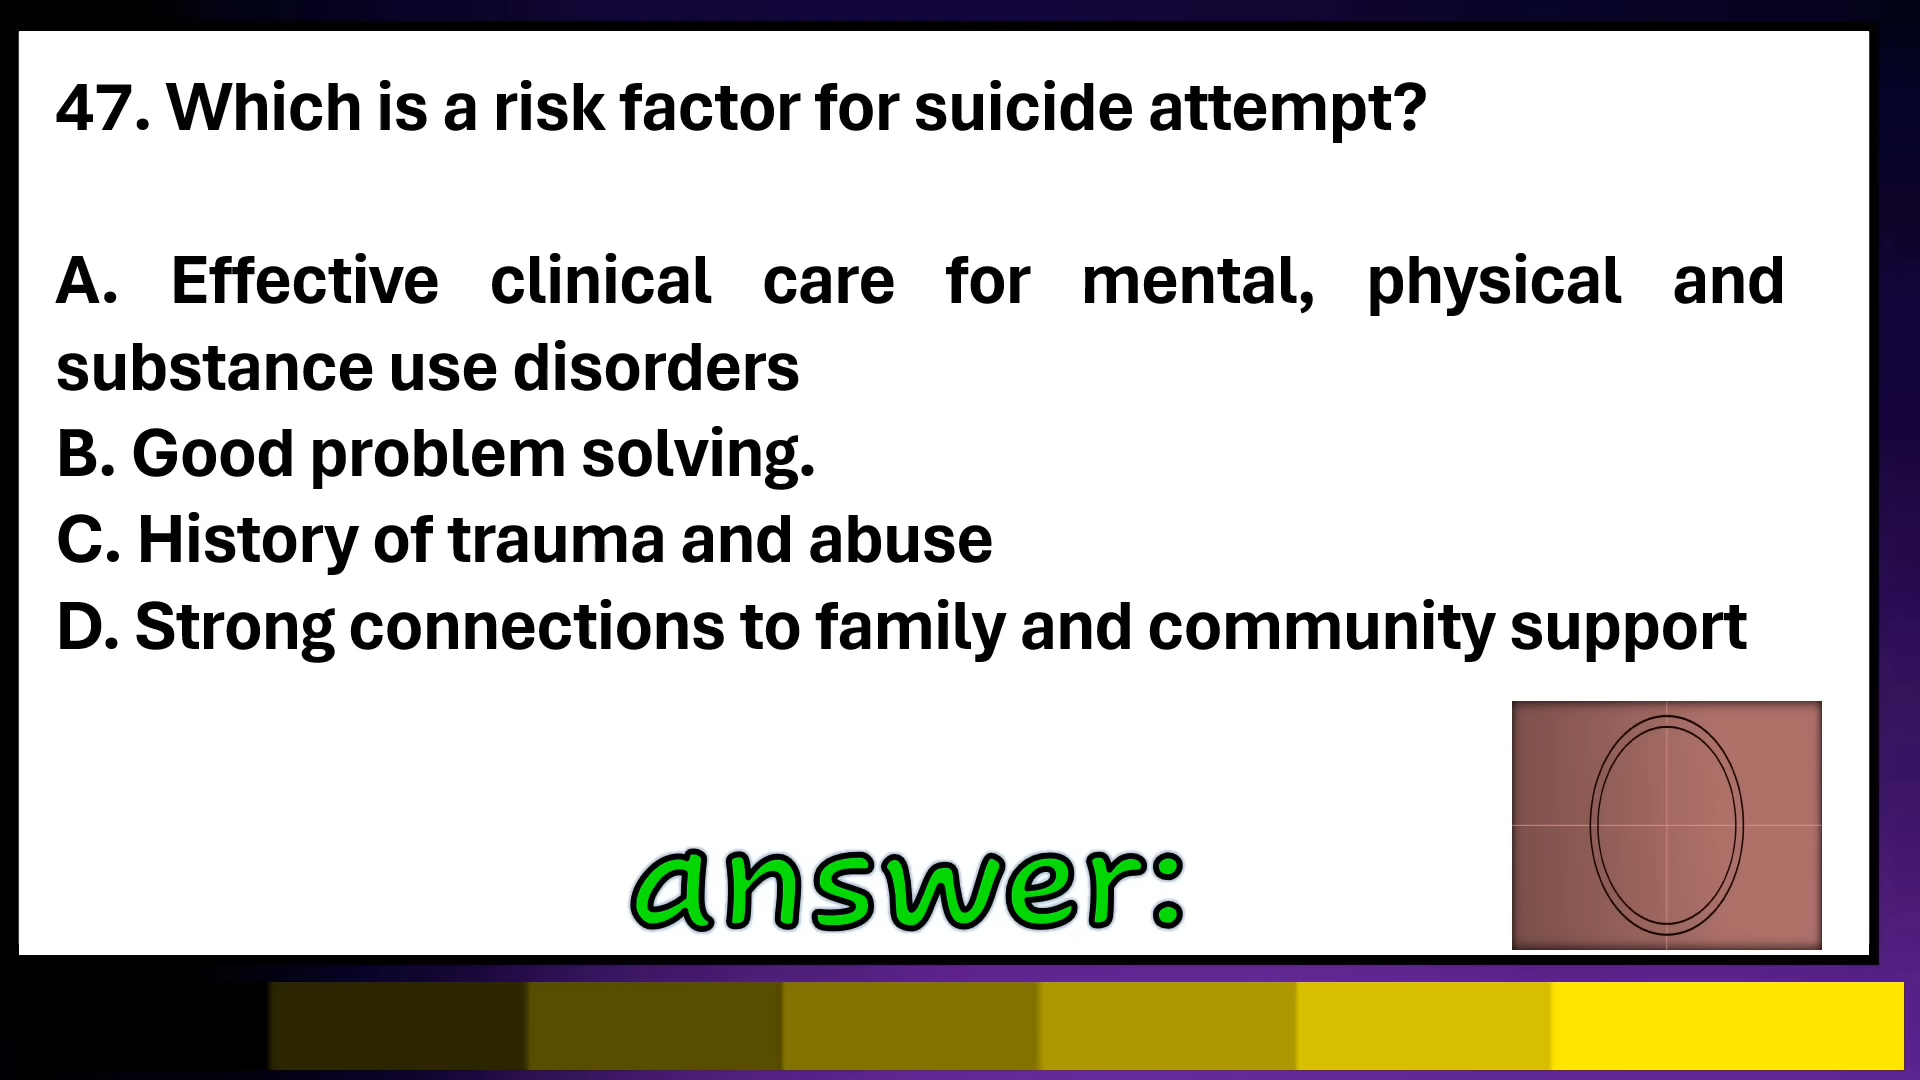 47. Which is a risk factor for suicide attempt?
A. Effective clinical care for mental, physical and
substance use disorders
B. Good problem solving.
C. History of trauma and abuse
D. Strong connections to family and community support
answer: